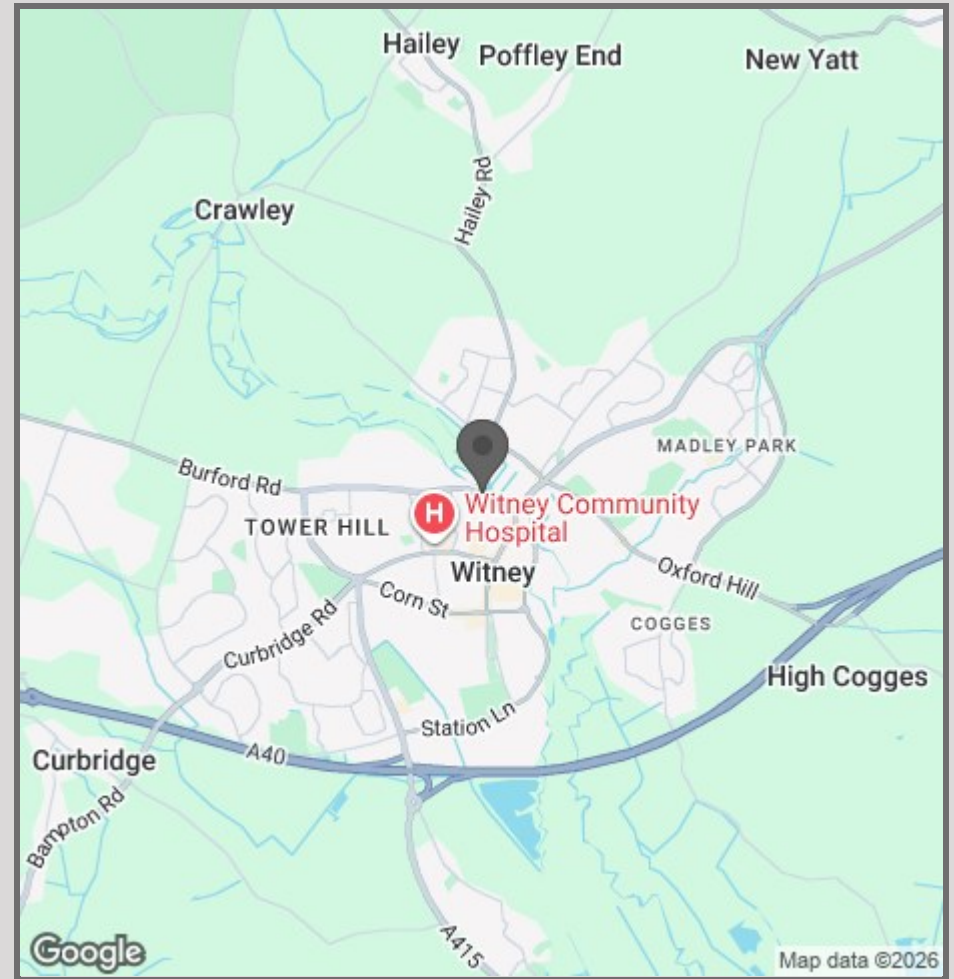 Hailey
Poffley End
New Yatt
Hailey Rd
Crawley
MADLEY PARK
Burford Rd
H
Witney Community
Hospital
TOWER HILL
Witney
Oxford Hill
Corn St
COGGES
Curbridge Rd
High Cogges
Station Ln
A40
Curbridge
Bampton Rd
A415
Google
Map data ©2026